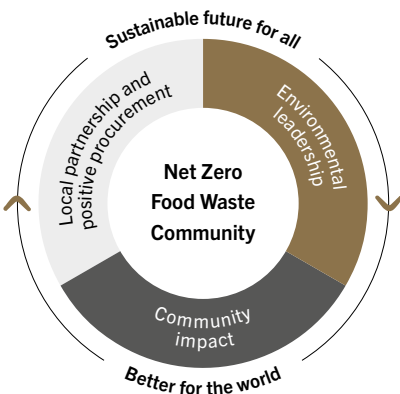 Sustainable future for all
Local partnership and
positive procurement
Environmental
leadership
Net Zero
Food Waste
Community
Community
impact
Better for the world